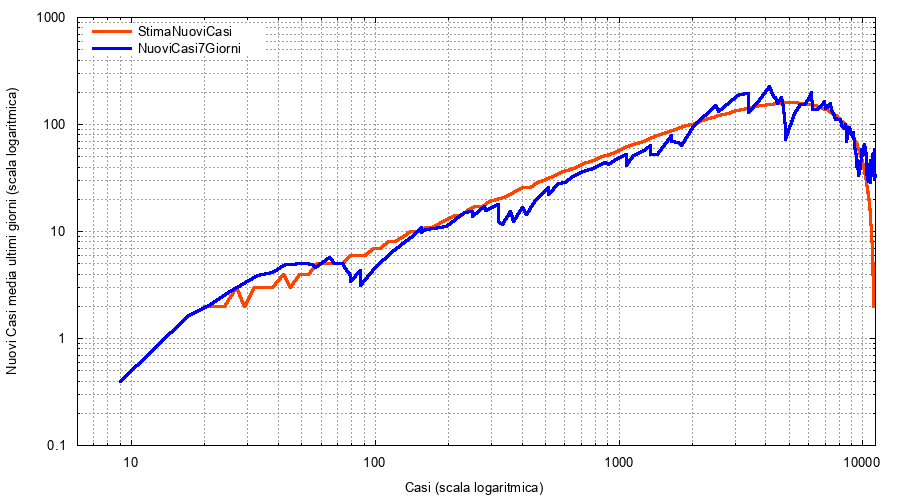 1000
100
10
1
0.1
Nuovi Casi media ultimi giorni (scala logaritmica)
StimaNuoviCasi
NuoviCasi7Giorni
10 100 1000 10000
Casi (scala logaritmica)